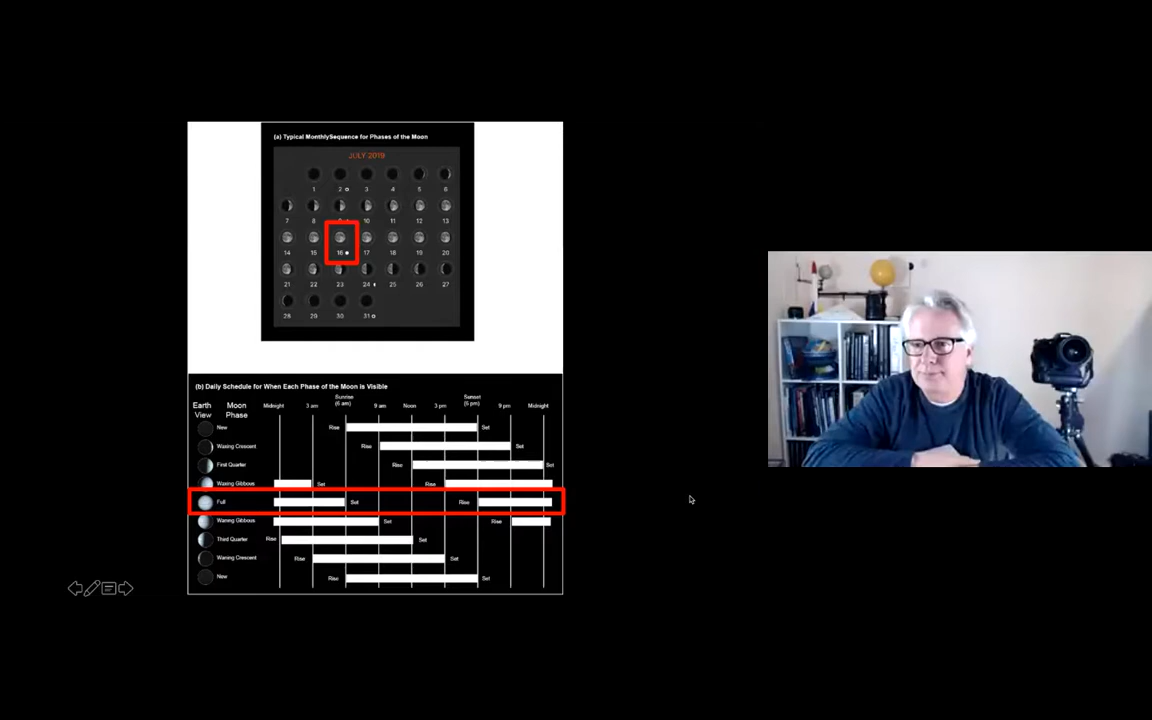 (a) Typical MonthlySequence for Phases of the Moon
JULY 2019
1 2 3 4 5 6
7 8 9 10 11 12 13
14 15 16 17 18 19 20
21 22 23 24 25 26 27
28 29 30 31
(b) Daily Schedule for When Each Phase of the Moon is Visible
Earth View Moon Phase Midnight 3 am Sunrise (6 am) 9 am Noon 3 pm Sunset (6 pm) 9 pm Midnight
New Rise Set
Waxing Crescent Rise Set
First Quarter Rise Set
Waxing Gibbous Set Rise
Full Set Rise
Waning Gibbous Set Rise
Third Quarter Rise Set
Waning Crescent Rise Set
New Rise Set